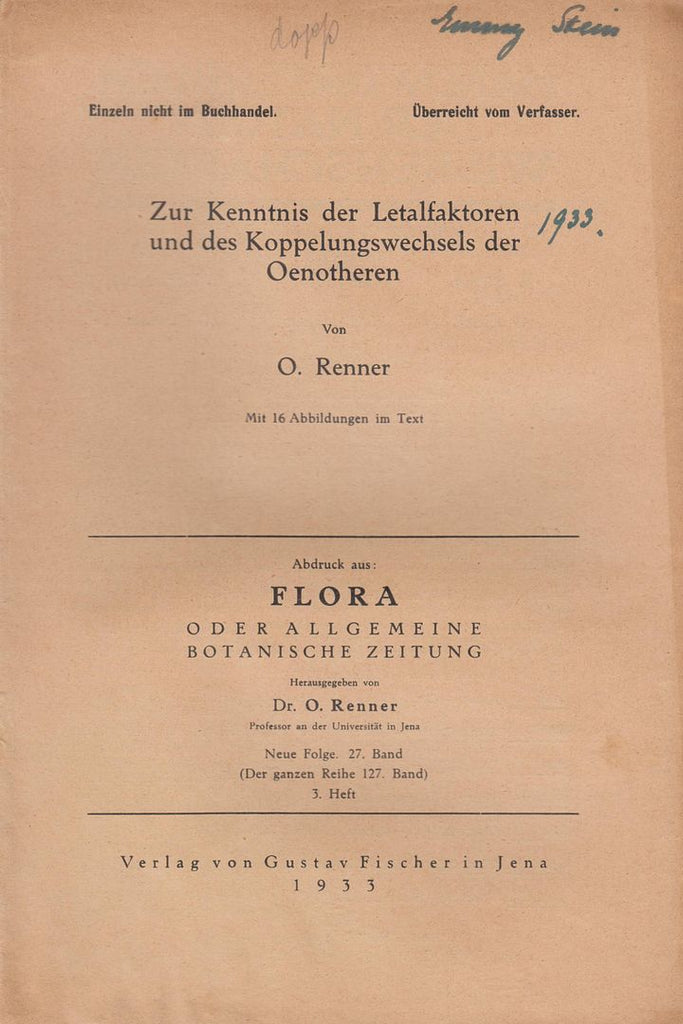 dopp
Emmy Stein
Einzeln nicht im Buchhandel. Überreicht vom Verfasser.
Zur Kenntnis der Letalfaktoren
und des Koppelungswechsels der
Oenotheren
1933.
Von
O. Renner
Mit 16 Abbildungen im Text
Abdruck aus:
FLORA
ODER ALLGEMEINE
BOTANISCHE ZEITUNG
Herausgegeben von
Dr. O. Renner
Professor an der Universität in Jena
Neue Folge. 27. Band
(Der ganzen Reihe 127. Band)
3. Heft
Verlag von Gustav Fischer in Jena
1933